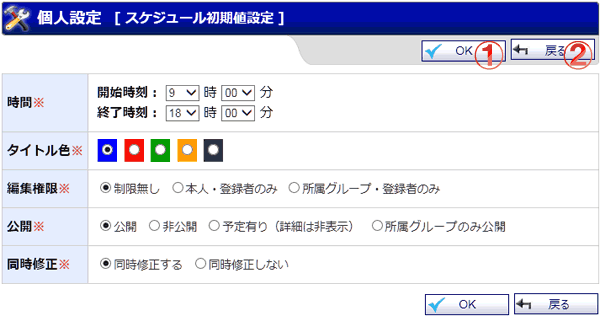 個人設定 [ スケジュール初期値設定 ]
OK ① 戻る ②
時間※ 開始時刻： 9 時 00 分
終了時刻： 18 時 00 分
タイトル色※
編集権限※ 制限無し 本人・登録者のみ 所属グループ・登録者のみ
公開※ 公開 非公開 予定有り（詳細は非表示） 所属グループのみ公開
同時修正※ 同時修正する 同時修正しない
OK 戻る